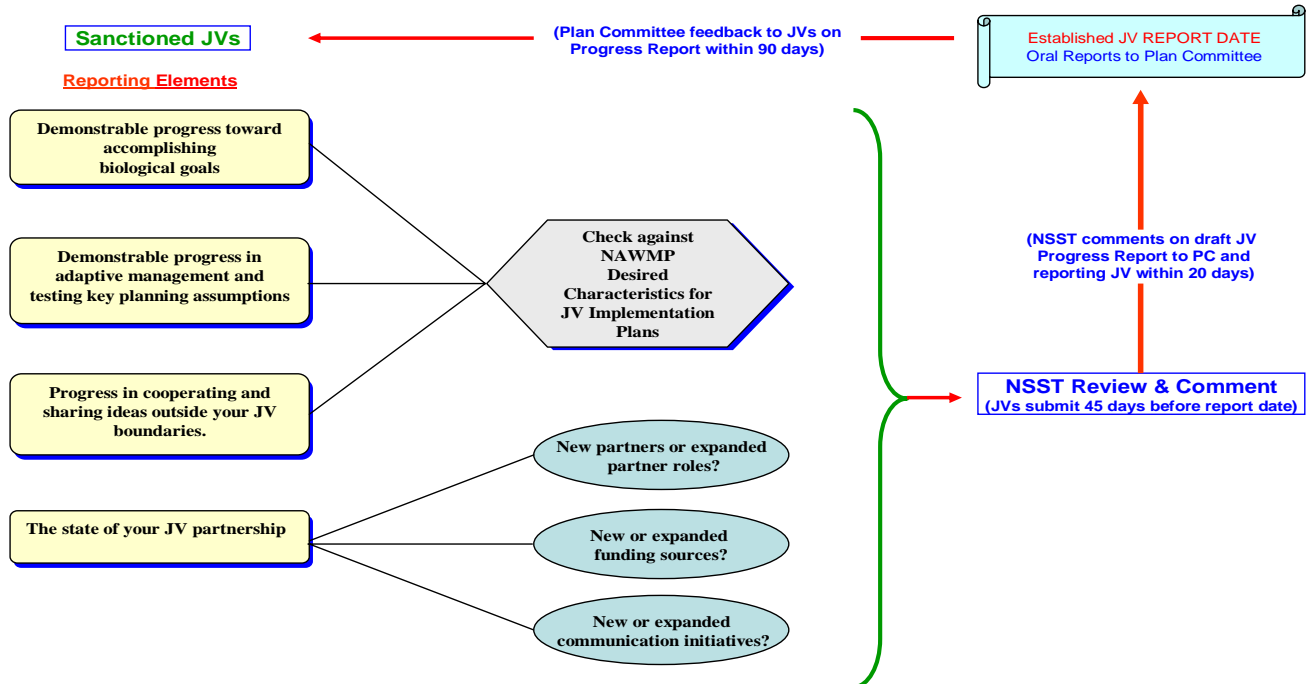 Sanctioned JVs
(Plan Committee feedback to JVs on
Progress Report within 90 days)
Established JV REPORT DATE
Oral Reports to Plan Committee
Reporting Elements
Demonstrable progress toward
accomplishing
biological goals
Demonstrable progress in
adaptive management and
testing key planning assumptions
Progress in cooperating and
sharing ideas outside your JV
boundaries.
The state of your JV partnership
Check against
NAWMP
Desired
Characteristics for
JV Implementation
Plans
New partners or expanded
partner roles?
New or expanded
funding sources?
New or expanded
communication initiatives?
(NSST comments on draft JV
Progress Report to PC and
reporting JV within 20 days)
NSST Review & Comment
(JVs submit 45 days before report date)